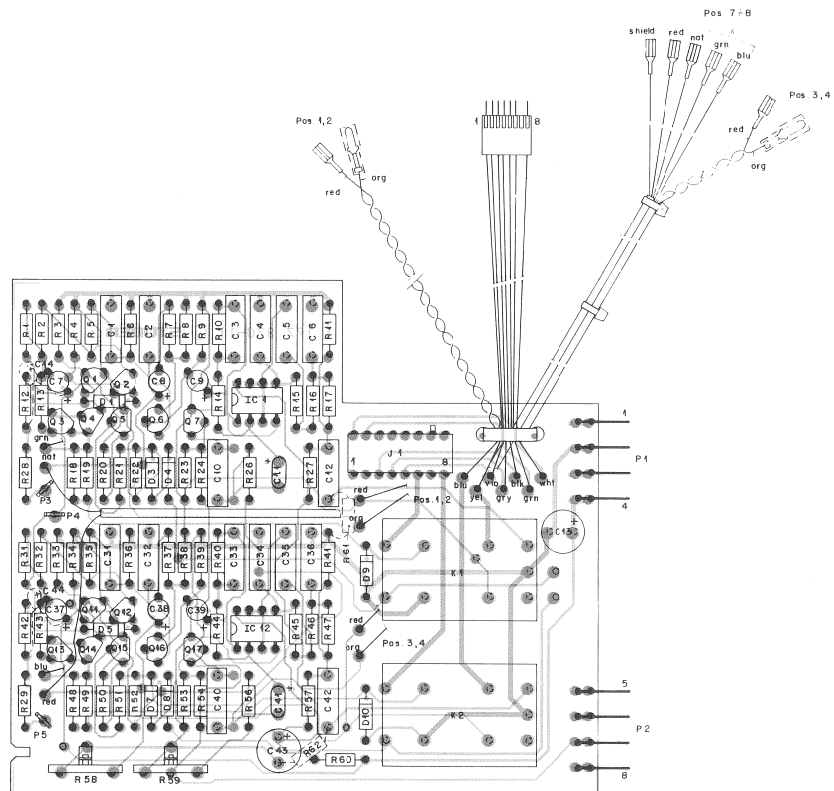 Pos 7÷8
shield red nat grn blu
Pos. 3,4
red
org
1 8
Pos. 1,2
red
org
R1 R2 R3 R4 R5 C1 R6 C2 R7 R8 R9 R10 C3 C4 C5 C6 R11
C14
R12 R13 C7 Q1 Q2 C8 C9 R14 IC 1 R15 R16 R17
D1
Q3 Q4 Q5 Q6 Q7
grn
nat
R28 R18 R19 R20 R21 R22 D3 D4 R23 R24 C10 R26 C11 R27 C12
1 J1 8
blu yel vio gry blk grn wht
1
P1
4
P3
P4
red
Pos.1,2
org
R61
C13
R31 R32 R33 R34 R35 C31 R36 C32 R37 R38 R39 R40 C33 C34 C35 C36 R41
D9
K1
C44
R42 R43 C37 Q11 Q12 C38 C39 R44 IC 12 R45 R46 R47
D5
Q13 Q14 Q15 Q16 Q17
red
org
Pos. 3,4
blu
red
R29 R48 R49 R50 R51 R52 D7 D8 R53 R54 C40 R56 C41 R57 C42
D10
K2
5
P2
8
P5
C43
R62
R60
R58
R59